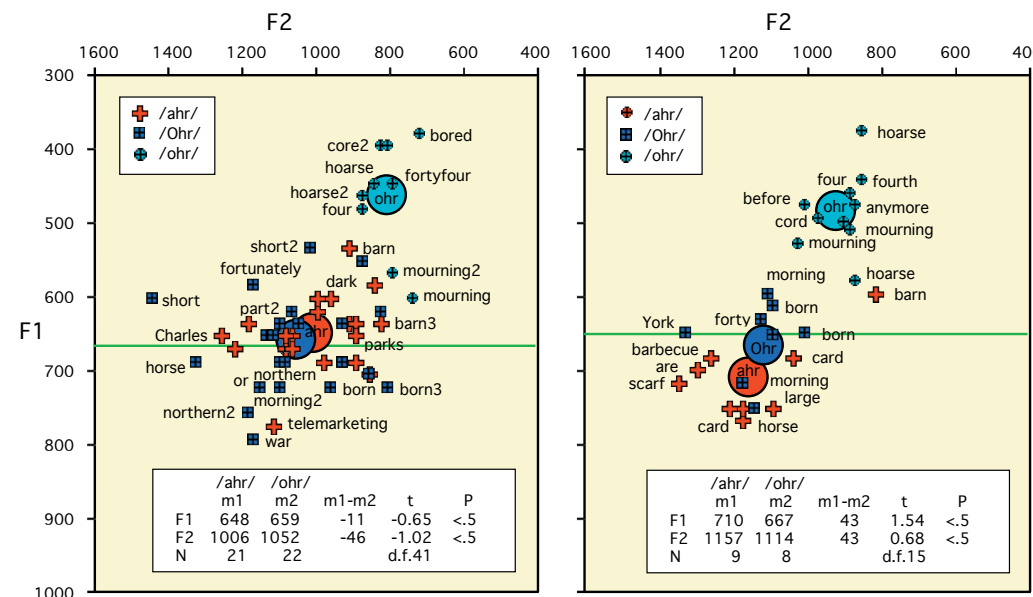 F2
F2
1600 1200 1000 800 600 400
1600 1200 1000 800 600 40
300
400
500
600
700
800
900
1000
F1
/ahr/
/Ohr/
/ohr/
bored
core2
hoarse
fortyfour
hoarse2
ohr
four
short2
barn
fortunately
dark
mourning2
short
mourning
part2
ahr
barn3
Charles
parks
horse
northern
or
born
born3
morning2
northern2
telemarketing
war
/ahr/ /ohr/
m1 m2 m1-m2 t P
F1 648 659 -11 -0.65 <.5
F2 1006 1052 -46 -1.02 <.5
N 21 22 d.f.41
/ahr/
/Ohr/
/ohr/
hoarse
four
fourth
before
ohr
anymore
cord
mourning
mourning
hoarse
morning
barn
born
forty
York
born
Ohr
barbecue
card
are
ahr
scarf
morning
large
card
horse
/ahr/ /ohr/
m1 m2 m1-m2 t P
F1 710 667 43 1.54 <.5
F2 1157 1114 43 0.68 <.5
N 9 8 d.f.15